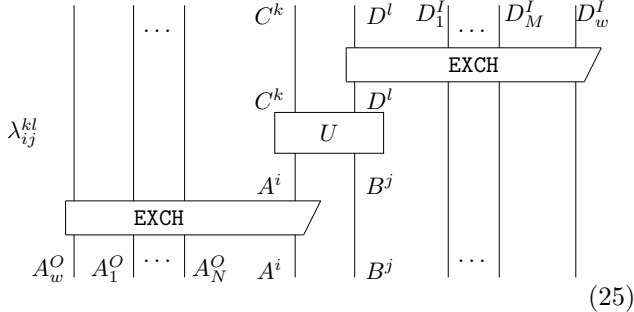 … C^k D^l D_1^I … D_M^I D_w^I
EXCH
C^k D^l
λ_{ij}^{kl} U
A^i B^j
EXCH
A_w^O A_1^O … A_N^O A^i B^j …
(25)